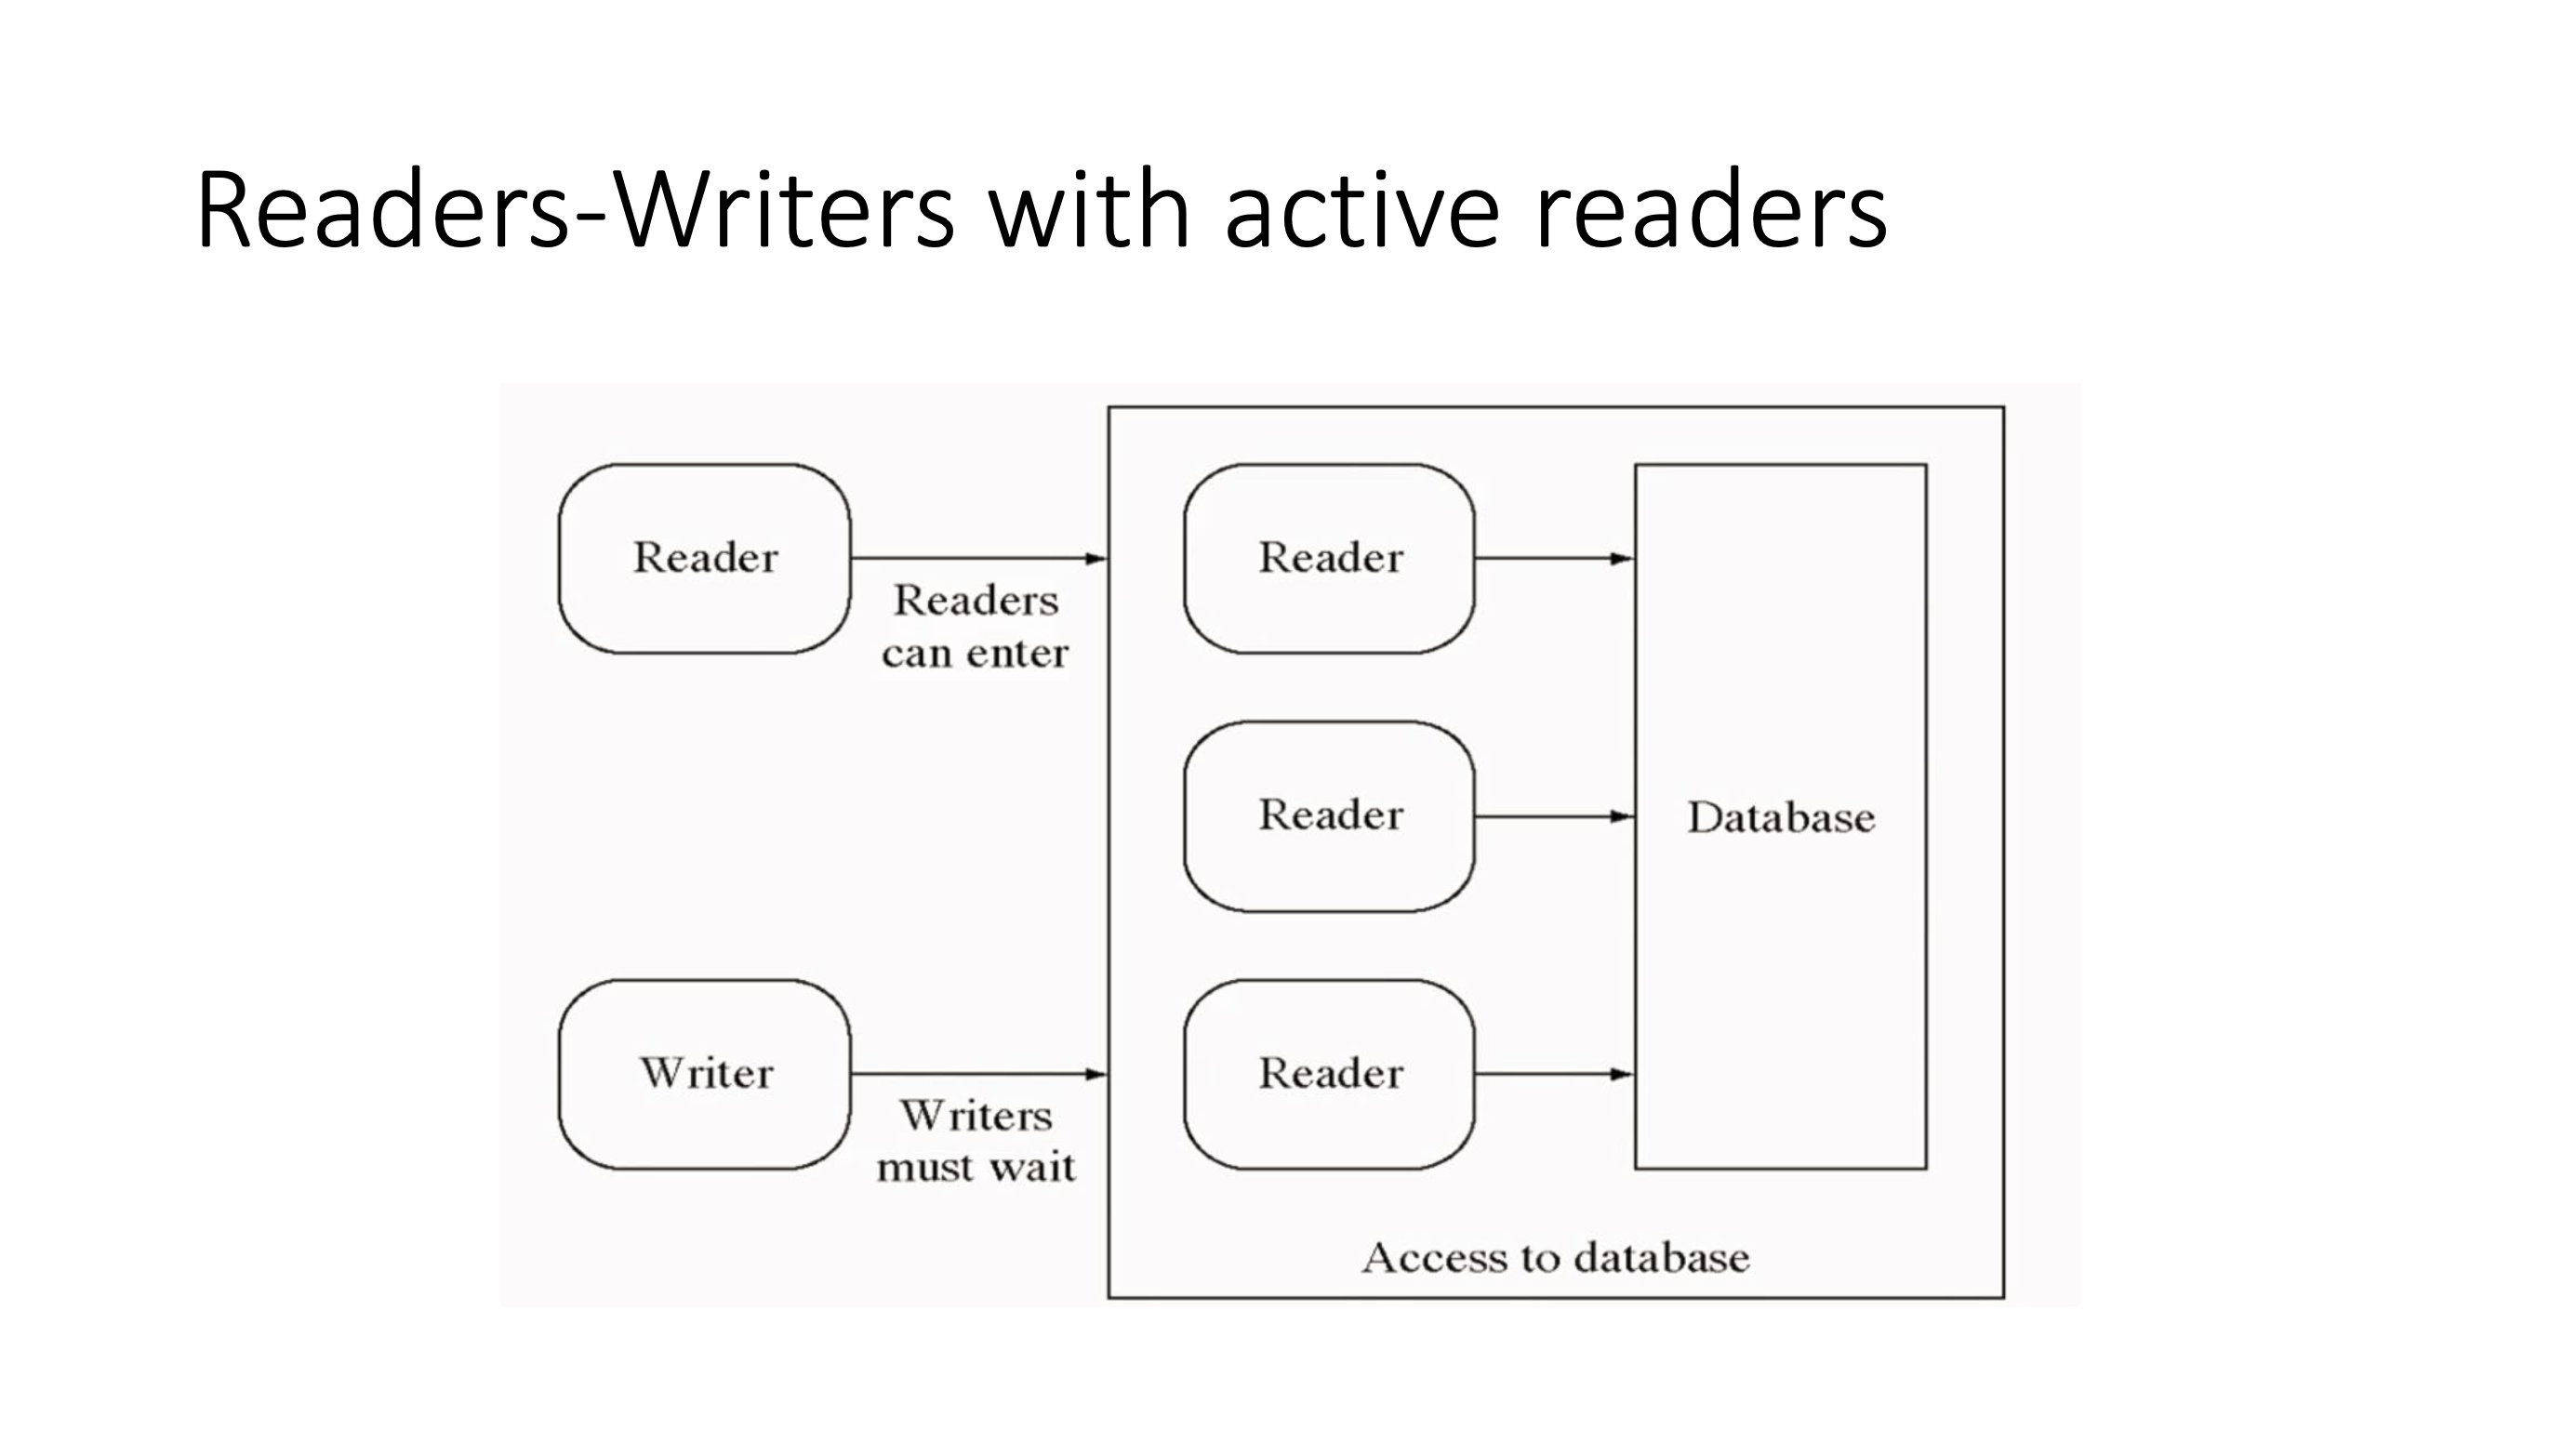 Readers-Writers with active readers
Reader
Readers
can enter
Reader
Reader
Database
Writer
Writers
must wait
Reader
Access to database